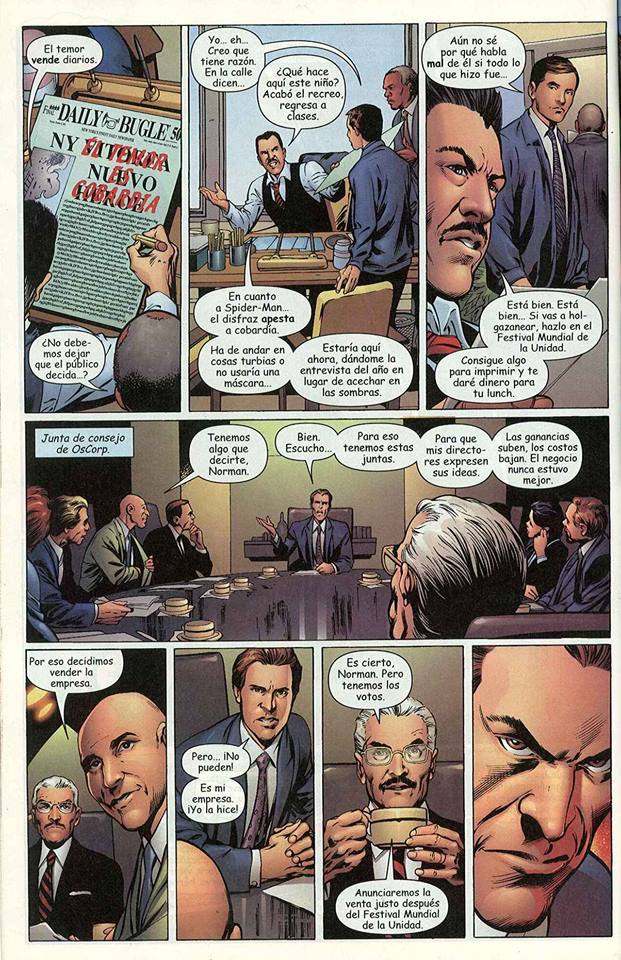 El temor
vende diarios.
FINAL
DAILY BUGLE 50
NY
NUEVO
ES
COBARDIA
¿No debe-
mos dejar
que el público
decida...?
Yo... eh...
Creo que
tiene razón.
En la calle
dicen...
¿Qué hace
aquí este niño?
Acabó el recreo,
regresa a
clases.
En cuanto
a Spider-Man...
el disfraz apesta
a cobardía.
Ha de andar en
cosas turbias o
no usaría una
máscara...
Estaría aquí
ahora, dándome la
entrevista del año en
lugar de acechar en
las sombras.
Aún no sé
por qué habla
mal de él si todo lo
que hizo fue...
Está bien. Está
bien... Si vas a hol-
gazanear, hazlo en el
Festival Mundial de
la Unidad.
Consigue algo
para imprimir y te
daré dinero para
tu lunch.
Junta de consejo
de OsCorp.
Tenemos
algo que
decirte,
Norman.
Bien.
Escucho...
Para eso
tenemos estas
juntas.
Para que
mis directo-
res expresen
sus ideas.
Las ganancias
suben, los costos
bajan. El negocio
nunca estuvo
mejor.
Por eso decidimos
vender la
empresa.
Pero... ¡No
pueden!
Es mi
empresa.
¡Yo la hice!
Es cierto,
Norman. Pero
tenemos los
votos.
Anunciaremos la
venta justo después
del Festival Mundial
de la Unidad.